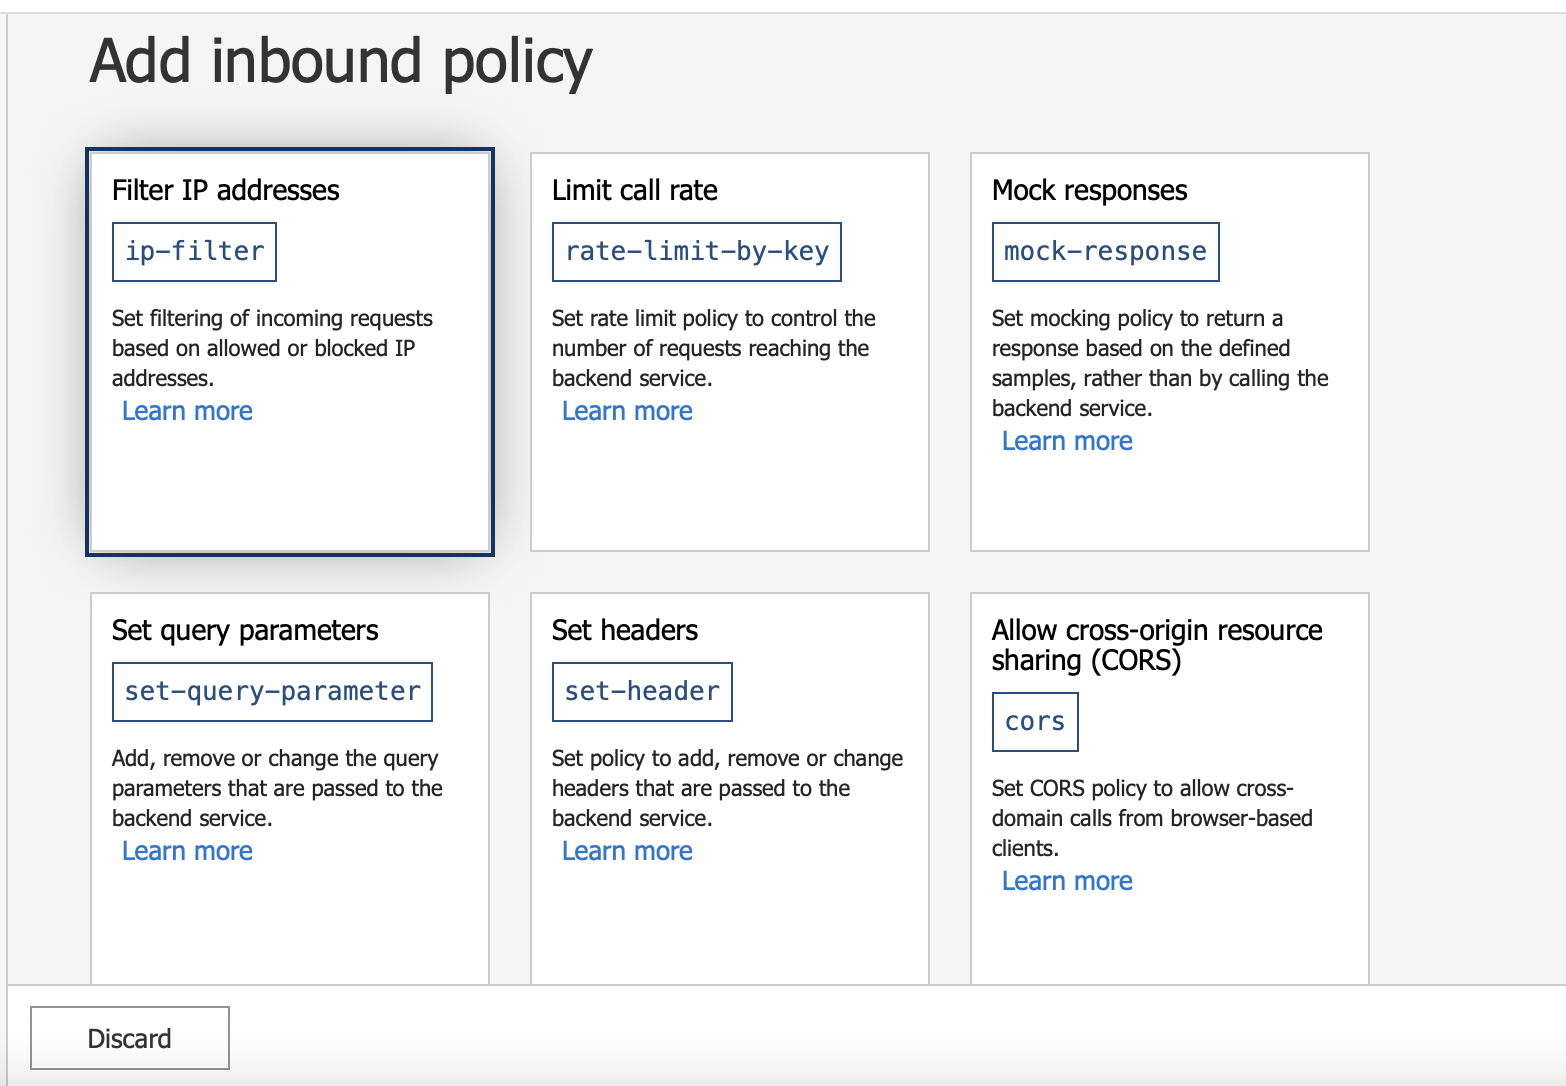 Add inbound policy
Filter IP addresses
ip-filter
Set filtering of incoming requests
based on allowed or blocked IP
addresses.
Learn more
Limit call rate
rate-limit-by-key
Set rate limit policy to control the
number of requests reaching the
backend service.
Learn more
Mock responses
mock-response
Set mocking policy to return a
response based on the defined
samples, rather than by calling the
backend service.
Learn more
Set query parameters
set-query-parameter
Add, remove or change the query
parameters that are passed to the
backend service.
Learn more
Set headers
set-header
Set policy to add, remove or change
headers that are passed to the
backend service.
Learn more
Allow cross-origin resource
sharing (CORS)
cors
Set CORS policy to allow cross-
domain calls from browser-based
clients.
Learn more
Discard